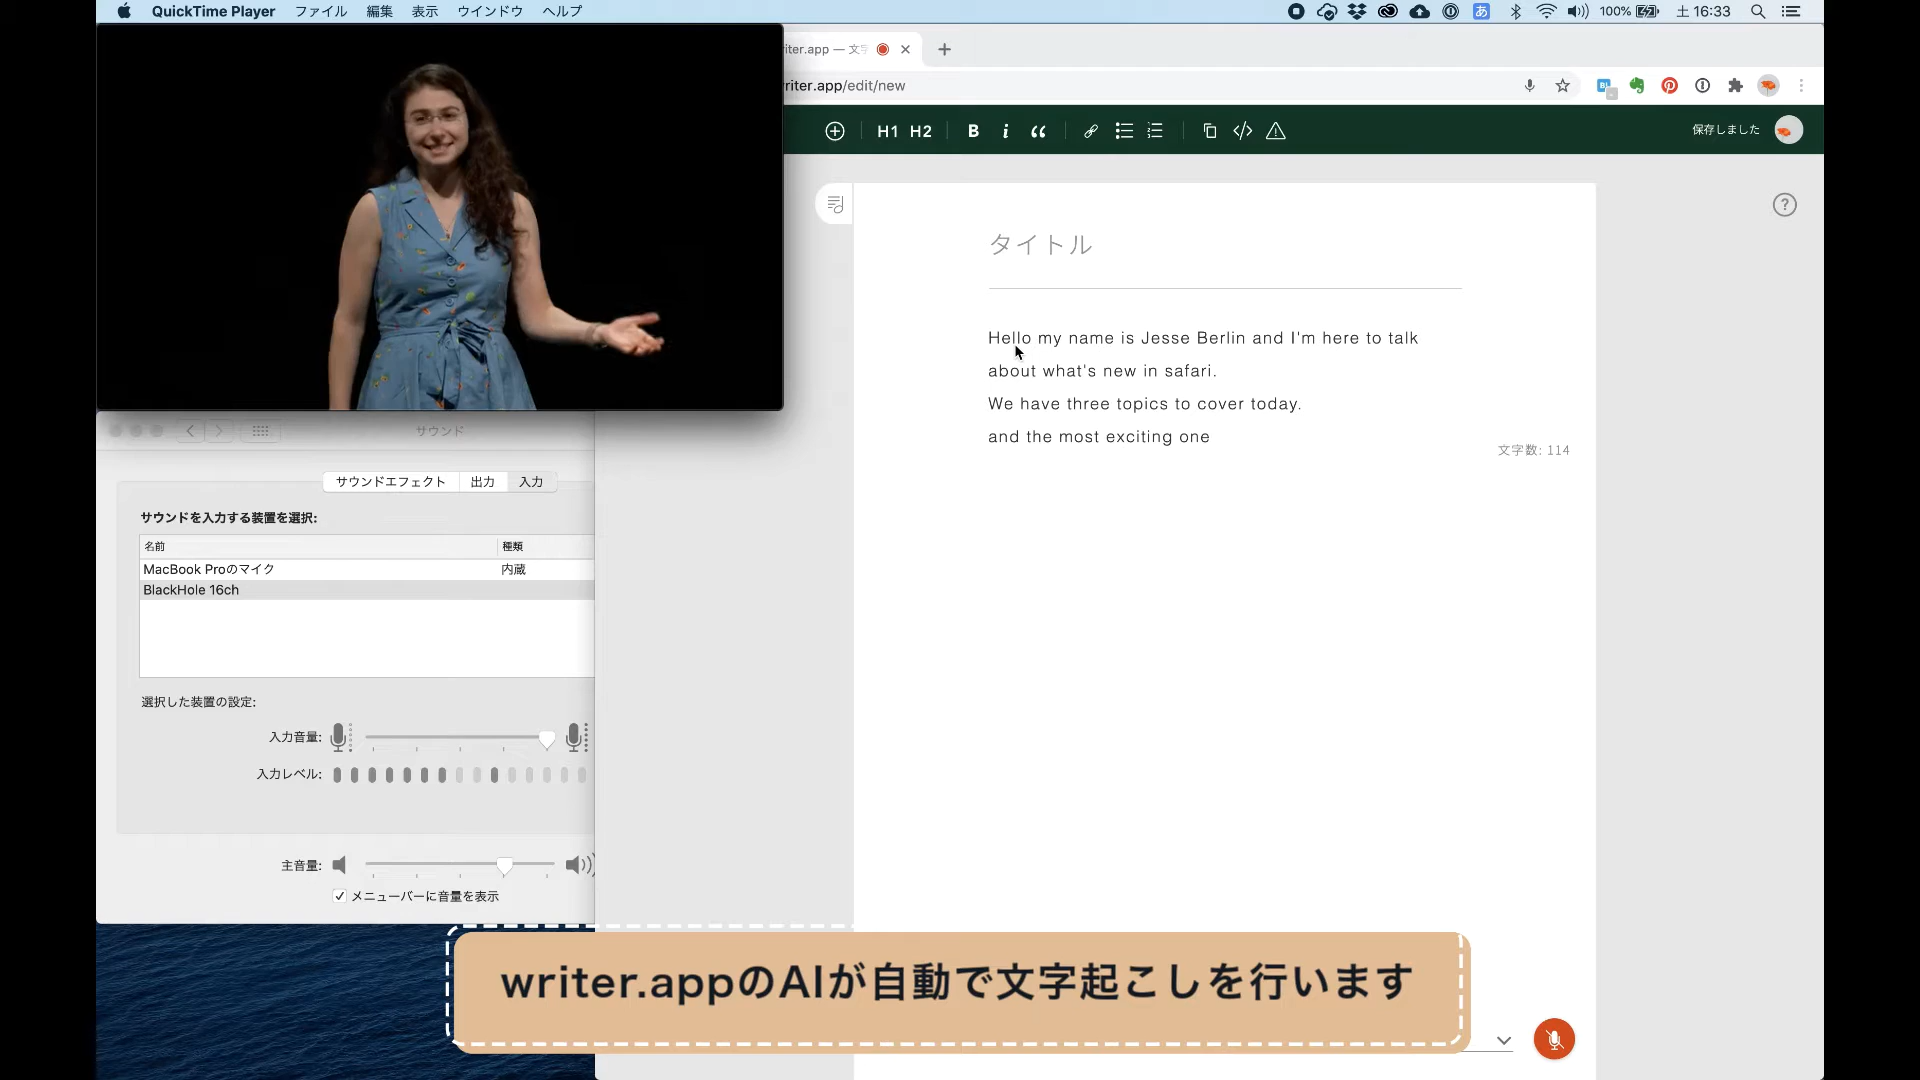 QuickTime Player ファイル 編集 表示 ウインドウ ヘルプ
100% 土 16:33
iter.app — 文字
riter.app/edit/new
H1 H2 B i
保存しました
タイトル
Hello my name is Jesse Berlin and I'm here to talk
about what's new in safari.
We have three topics to cover today.
and the most exciting one
文字数: 114
サウンド
サウンドエフェクト 出力 入力
サウンドを入力する装置を選択:
名前 種類
MacBook Proのマイク 内蔵
BlackHole 16ch
選択した装置の設定:
入力音量:
入力レベル:
主音量:
メニューバーに音量を表示
writer.appのAIが自動で文字起こしを行います